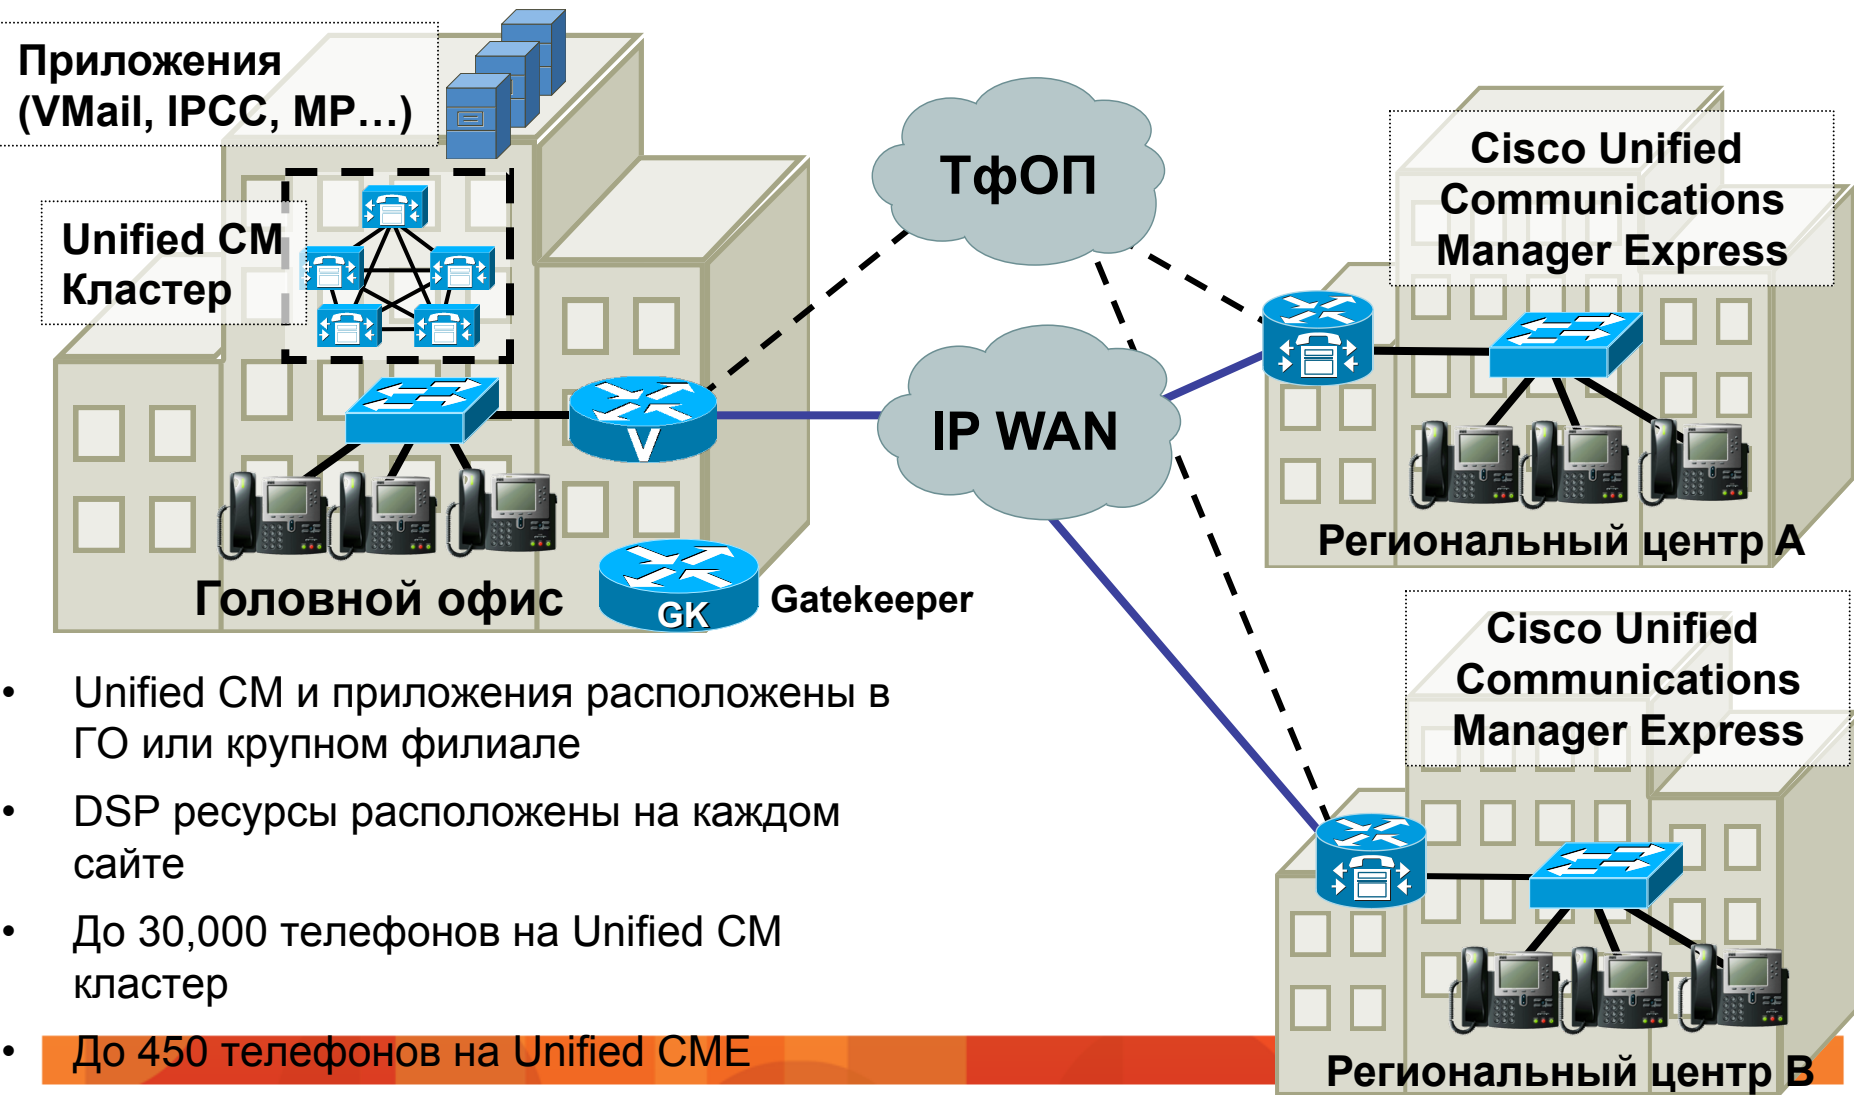 Приложения
(VMail, IPCC, MP…)
Unified CM
Кластер
ТфОП
IP WAN
Cisco Unified
Communications
Manager Express
V
Региональный центр A
Головной офис
GK
Gatekeeper
Cisco Unified
Communications
Manager Express
Региональный центр B
• Unified CM и приложения расположены в
ГО или крупном филиале
• DSP ресурсы расположены на каждом
сайте
• До 30,000 телефонов на Unified CM
кластер
• До 450 телефонов на Unified CME